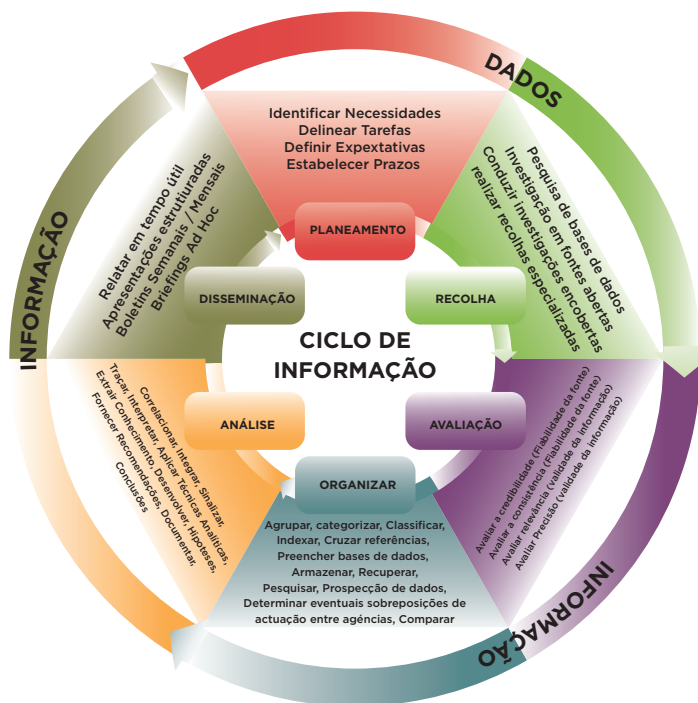 DADOS
Identificar Necessidades
Delinear Tarefas
Definir Expextativas
Estabelecer Prazos
PLANEAMENTO
Pesquisa de bases de dados
Investigação em fontes abertas
Conduzir investigações encobertas
realizar recolhas especializadas
RECOLHA
Avaliar a credibilidade (Fiabilidade da fonte)
Avaliar a consistência (Fiabilidade da fonte)
Avaliar relevância (validade da informação)
Avaliar Precisão (validade da informação)
AVALIAÇÃO
INFORMAÇÃO
ORGANIZAR
Agrupar, categorizar, Classificar,
Indexar, Cruzar referências,
Preencher bases de dados,
Armazenar, Recuperar,
Pesquisar, Prospecção de dados,
Determinar eventuais sobreposições de
actuação entre agências, Comparar
ANÁLISE
Correlacionar, Integrar, Sinalizar,
Traçar, Interpretar, Aplicar Técnicas Analíticas,
Extrair Conhecimento, Desenvolver, Hipoteses,
Fornecer Recomendações, Documentar,
Conclusões
INFORMAÇÃO
DISSEMINAÇÃO
Relatar em tempo útil
Apresentações estrutiuradas
Boletins Semanais / Mensais
Briefings Ad Hoc
CICLO DE
INFORMAÇÃO